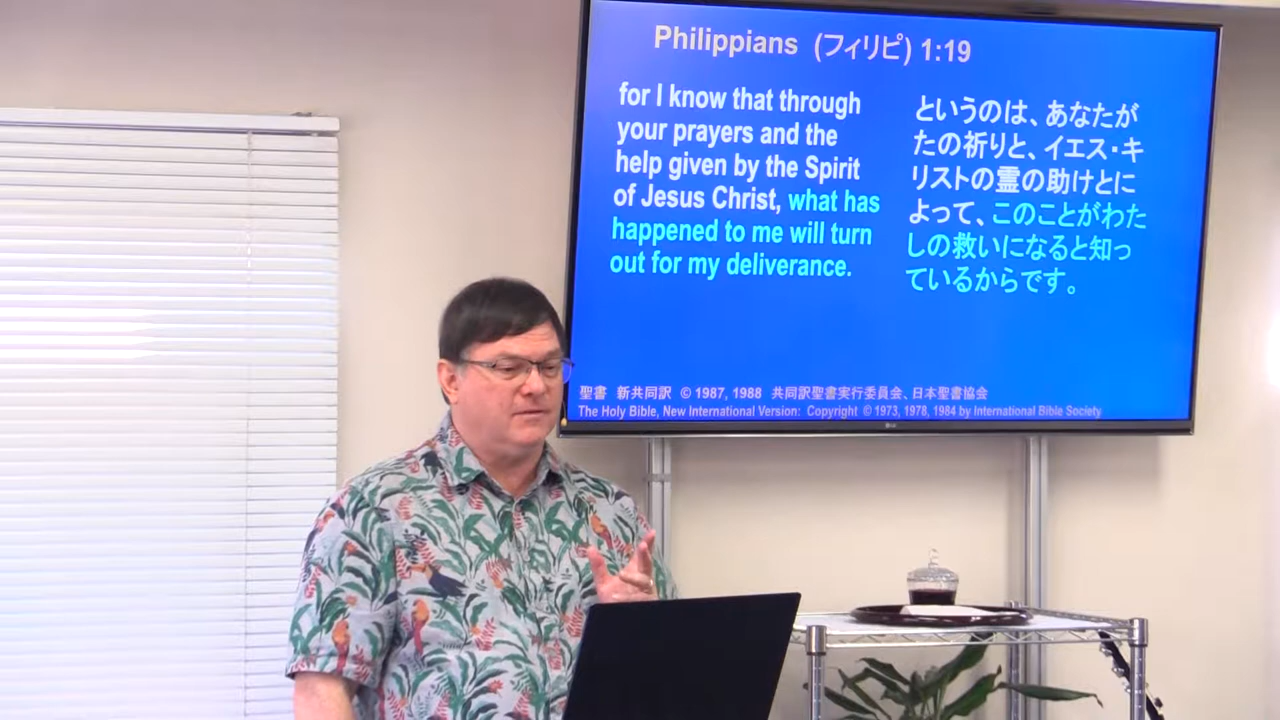 Philippians (フィリピ) 1:19
for I know that through
your prayers and the
help given by the Spirit
of Jesus Christ, what has
happened to me will turn
out for my deliverance.
というのは、あなたが
たの祈りと、イエス・キ
リストの霊の助けとに
よって、このことがわた
しの救いになると知っ
ているからです。
聖書 新共同訳 © 1987, 1988 共同訳聖書実行委員会、日本聖書協会
The Holy Bible, New International Version: Copyright © 1973, 1978, 1984 by International Bible Society
LG